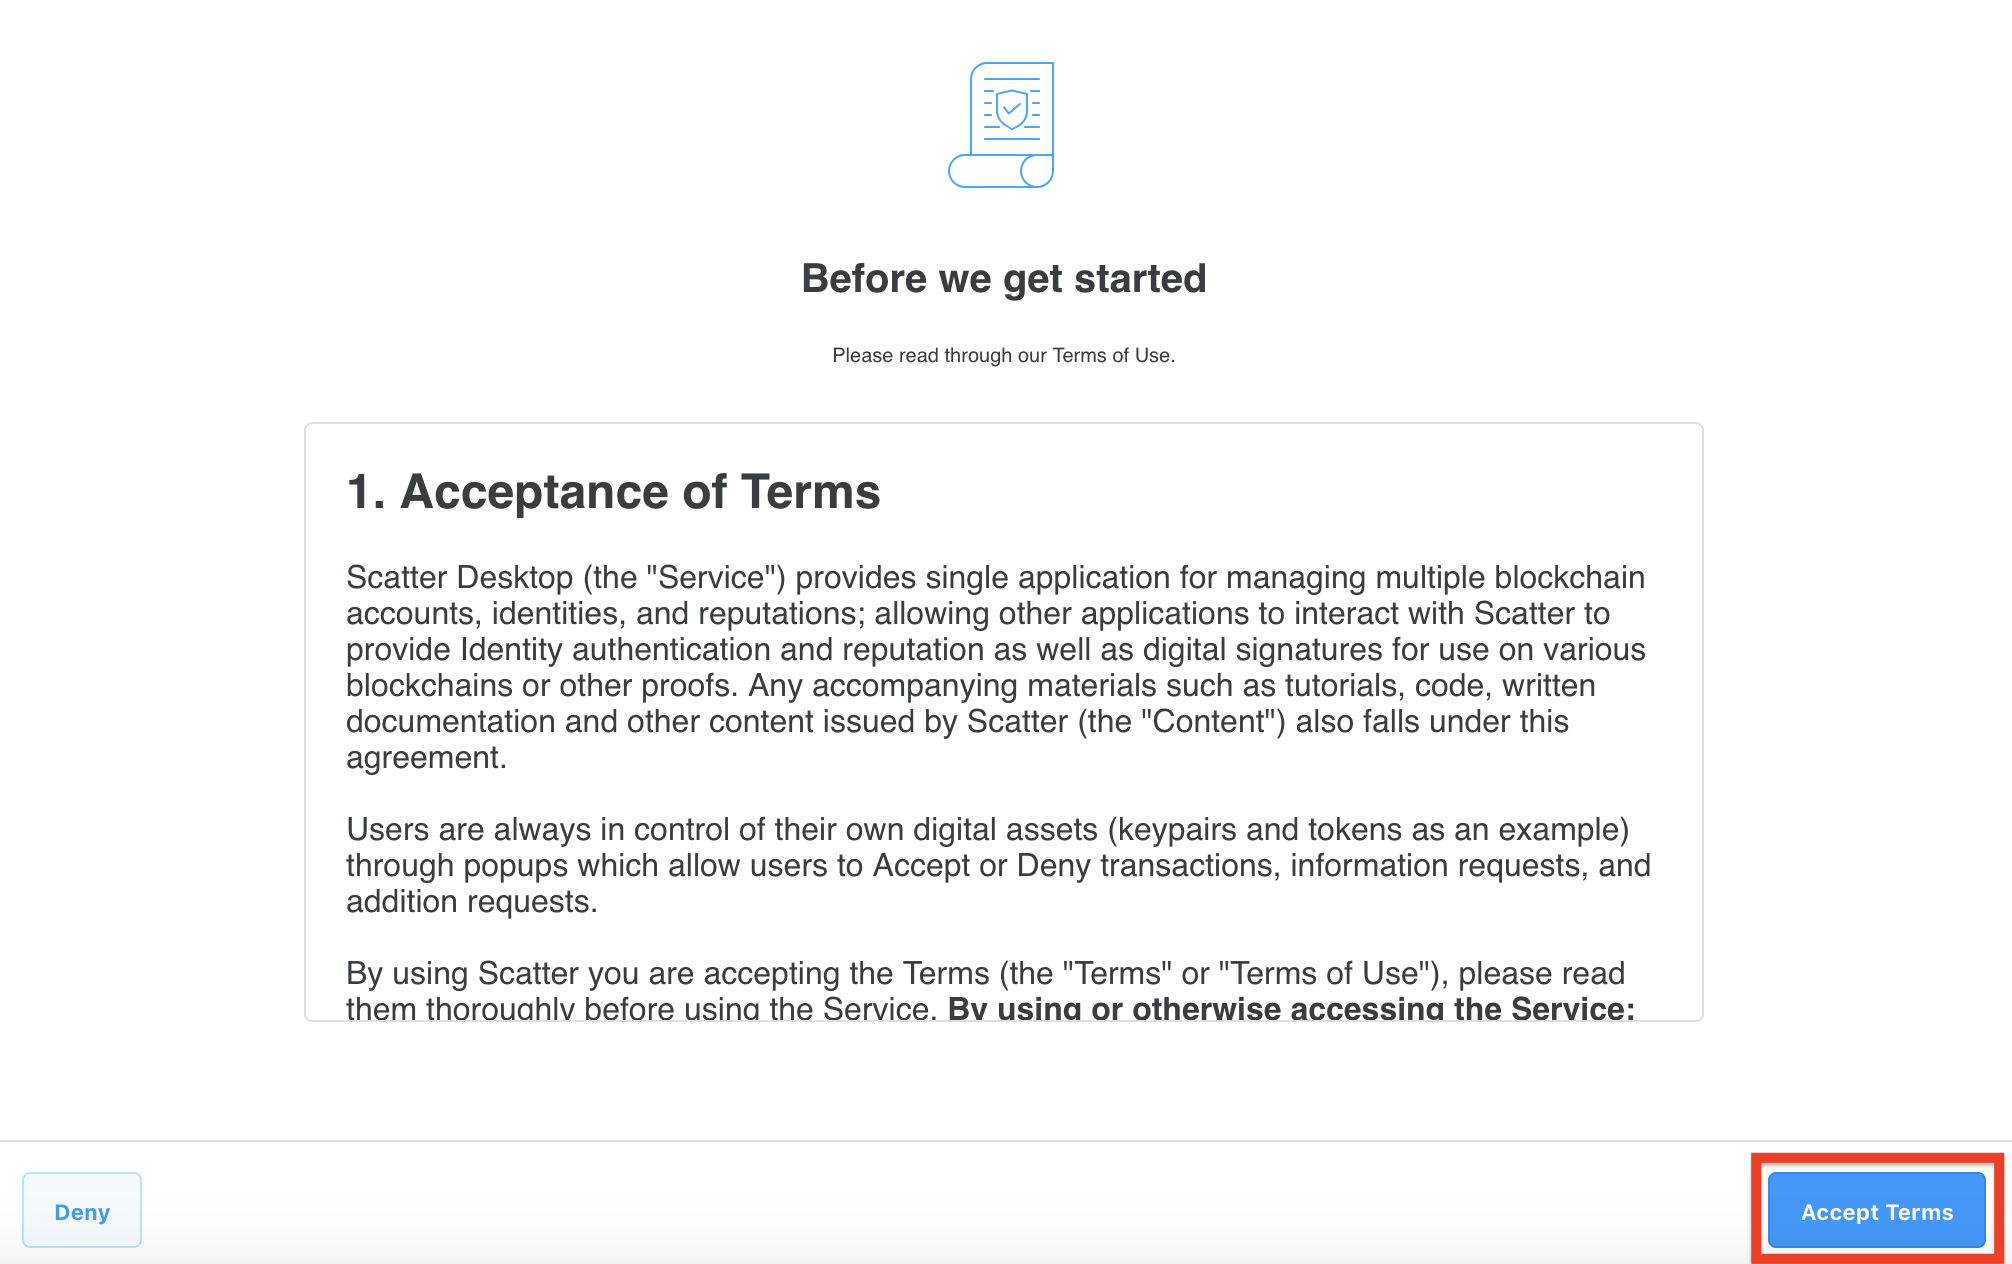 Before we get started
Please read through our Terms of Use.
1. Acceptance of Terms
Scatter Desktop (the "Service") provides single application for managing multiple blockchain
accounts, identities, and reputations; allowing other applications to interact with Scatter to
provide Identity authentication and reputation as well as digital signatures for use on various
blockchains or other proofs. Any accompanying materials such as tutorials, code, written
documentation and other content issued by Scatter (the "Content") also falls under this
agreement.
Users are always in control of their own digital assets (keypairs and tokens as an example)
through popups which allow users to Accept or Deny transactions, information requests, and
addition requests.
By using Scatter you are accepting the Terms (the "Terms" or "Terms of Use"), please read
them thoroughly before using the Service. By using or otherwise accessing the Service:
Deny
Accept Terms